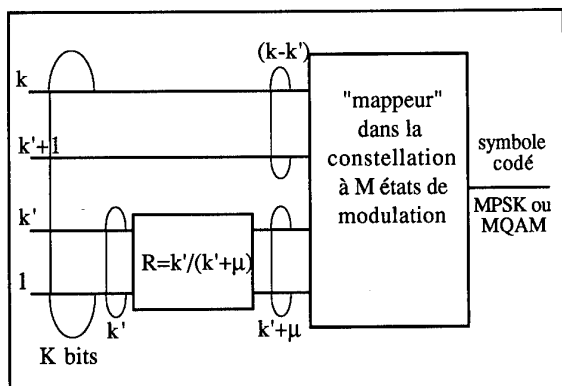 (k-k')
k
k'+1
k'
1
K bits
k'
R=k'/(k'+μ)
k'+μ
"mappeur"
dans la
constellation
à M états de
modulation
symbole
codé
MPSK ou
MQAM